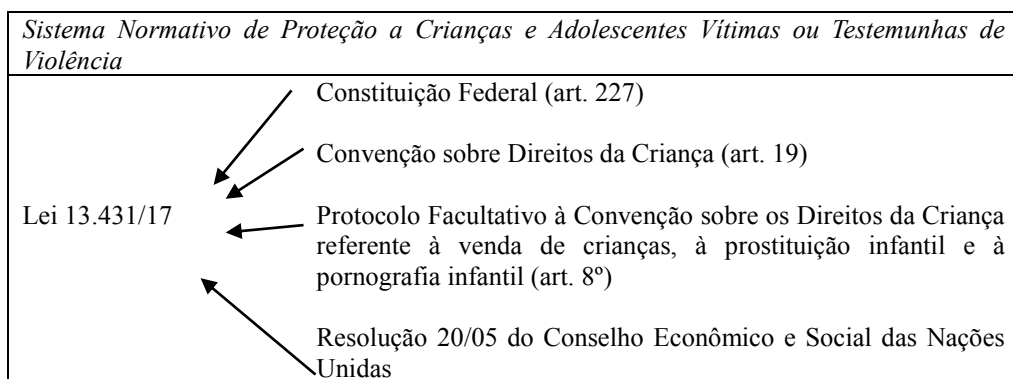 Sistema Normativo de Proteção a Crianças e Adolescentes Vítimas ou Testemunhas de
Violência
Constituição Federal (art. 227)
Convenção sobre Direitos da Criança (art. 19)
Lei 13.431/17
Protocolo Facultativo à Convenção sobre os Direitos da Criança
referente à venda de crianças, à prostituição infantil e à
pornografia infantil (art. 8º)
Resolução 20/05 do Conselho Econômico e Social das Nações
Unidas